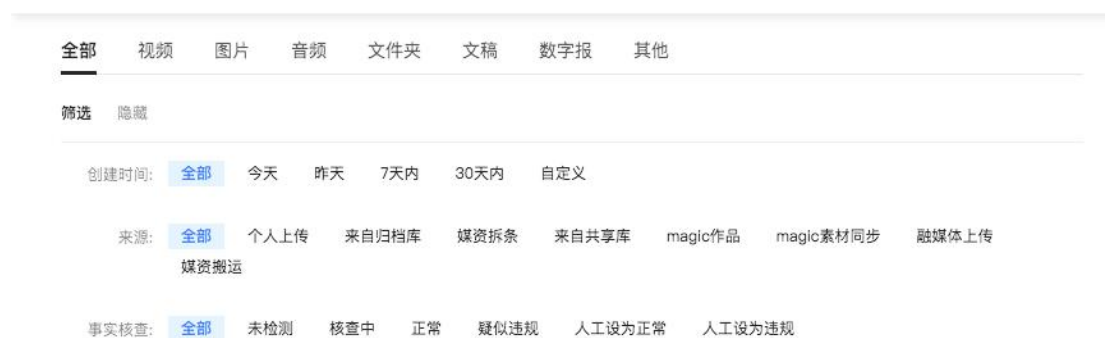 全部 视频 图片 音频 文件夹 文稿 数字报 其他
筛选 隐藏
创建时间: 全部 今天 昨天 7天内 30天内 自定义
来源: 全部 个人上传 来自归档库 媒资拆条 来自共享库 magic作品 magic素材同步 融媒体上传
媒资搬运
事实核查: 全部 未检测 核查中 正常 疑似违规 人工设为正常 人工设为违规